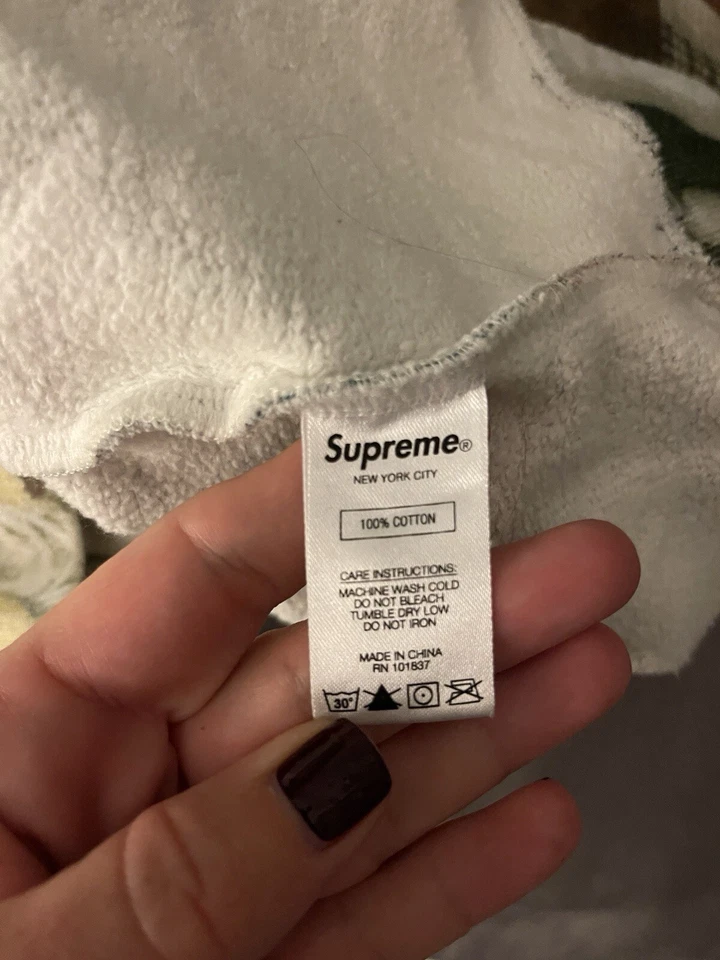 Supreme®
NEW YORK CITY
100% COTTON
CARE INSTRUCTIONS:
MACHINE WASH COLD
DO NOT BLEACH
TUMBLE DRY LOW
DO NOT IRON
MADE IN CHINA
RN 101837
30°